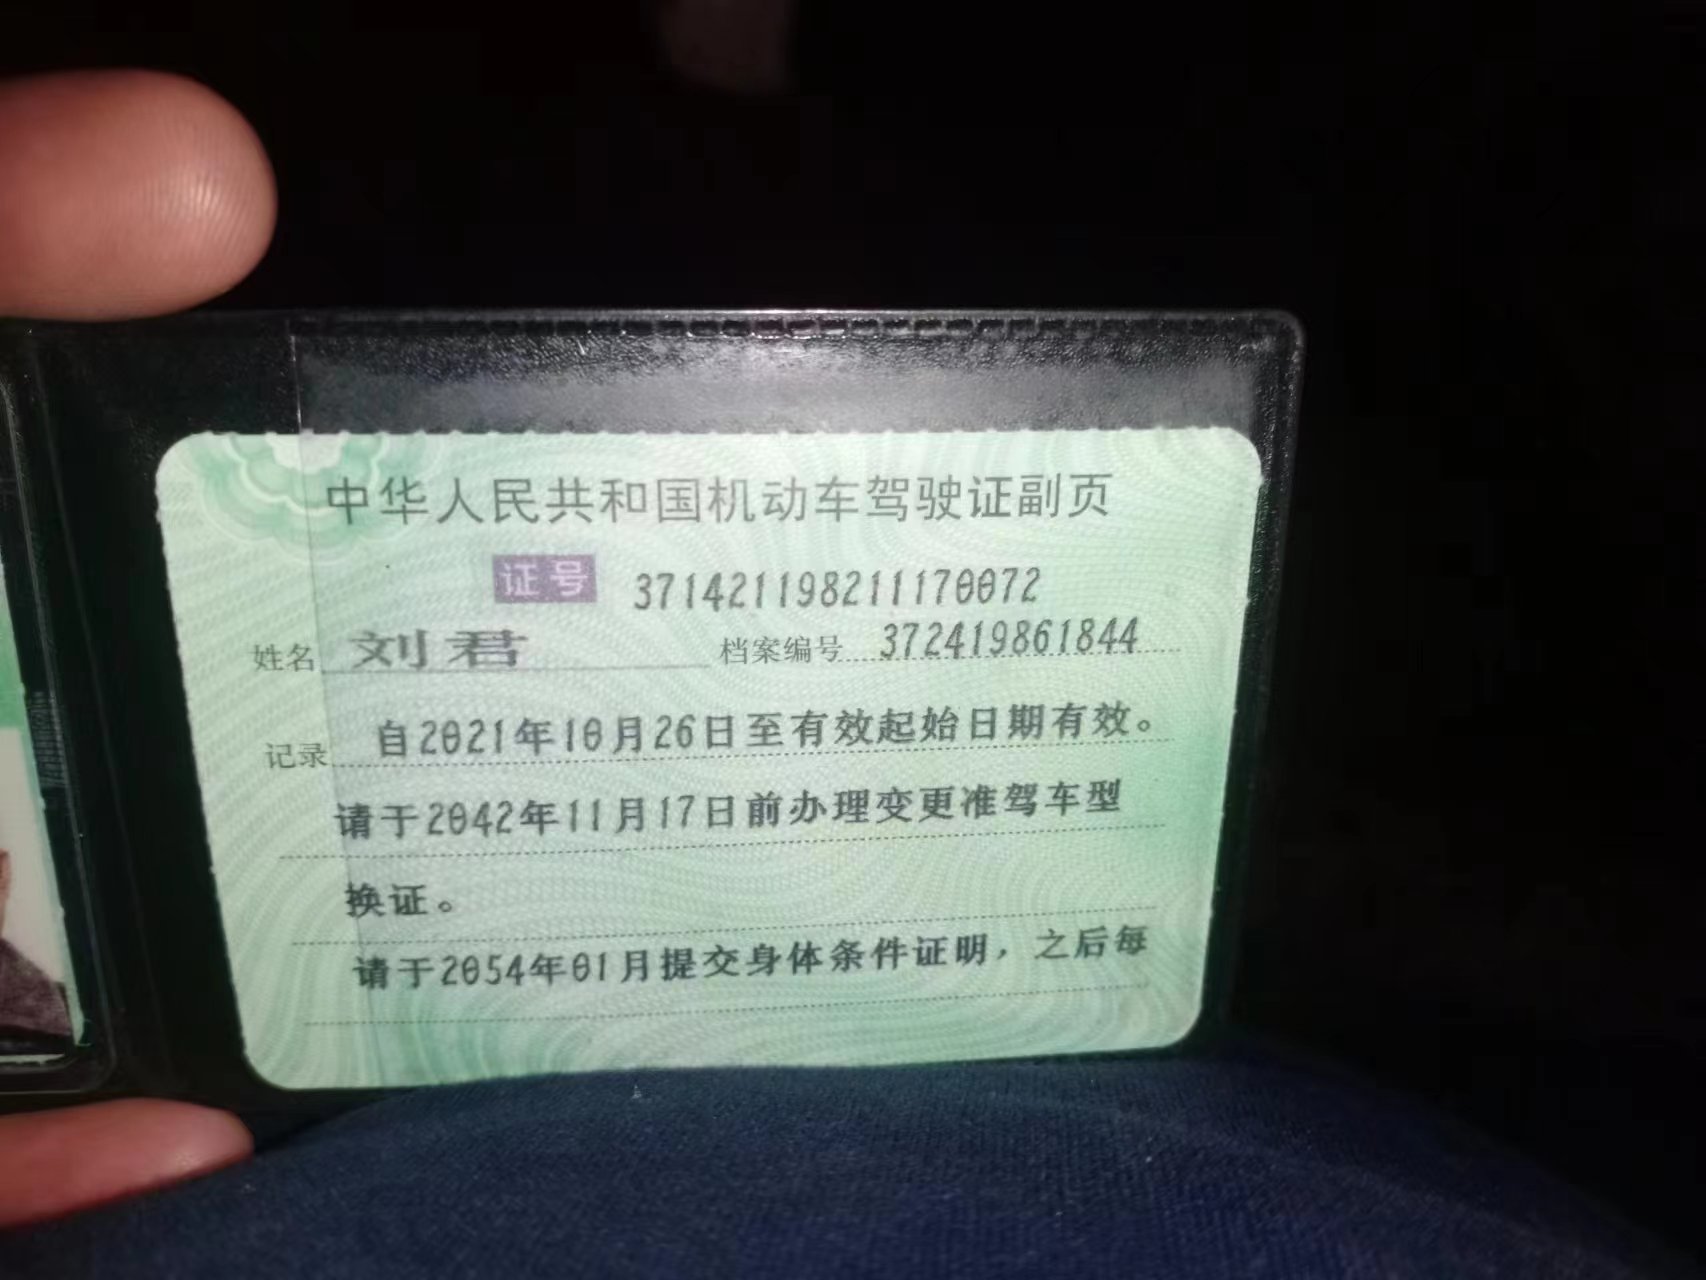 中华人民共和国机动车驾驶证副页
证号 371421198211170072
姓名 刘君 档案编号 372419861844
记录 自2021年10月26日至有效起始日期有效。
请于2042年11月17日前办理变更准驾车型
换证。
请于2054年01月提交身体条件证明，之后每